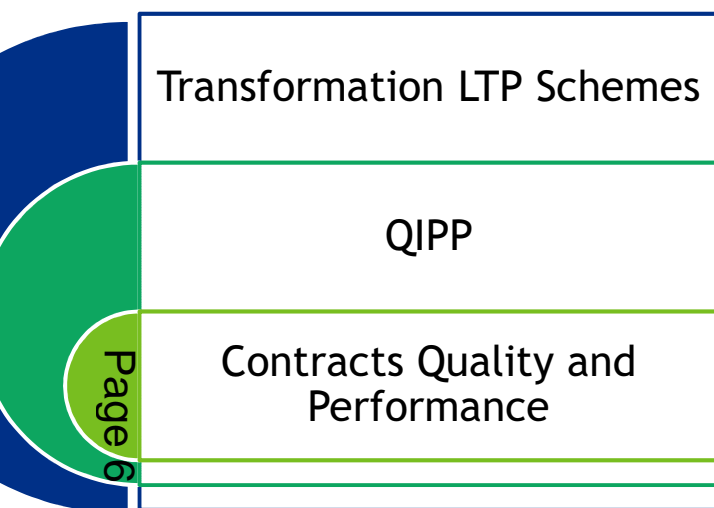 Transformation LTP Schemes
QIPP
Contracts Quality and
Performance
Page 6